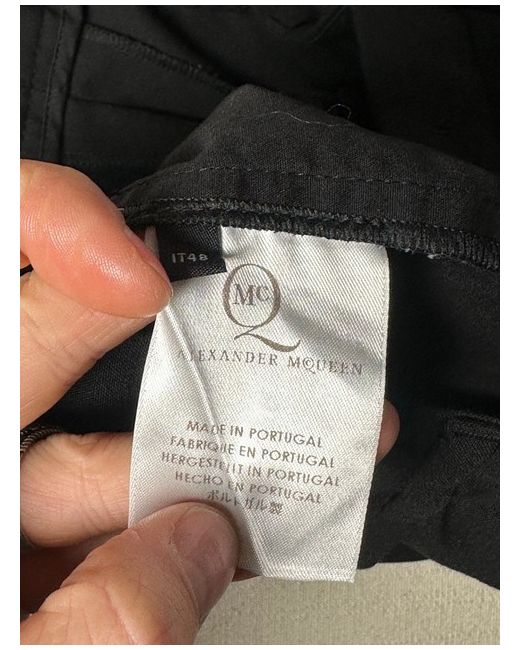 IT48
McQ
ALEXANDER MCQUEEN
MADE IN PORTUGAL
FABRIQUE EN PORTUGAL
HERGESTELLT IN PORTUGAL
HECHO EN PORTUGAL
ポルトガル製